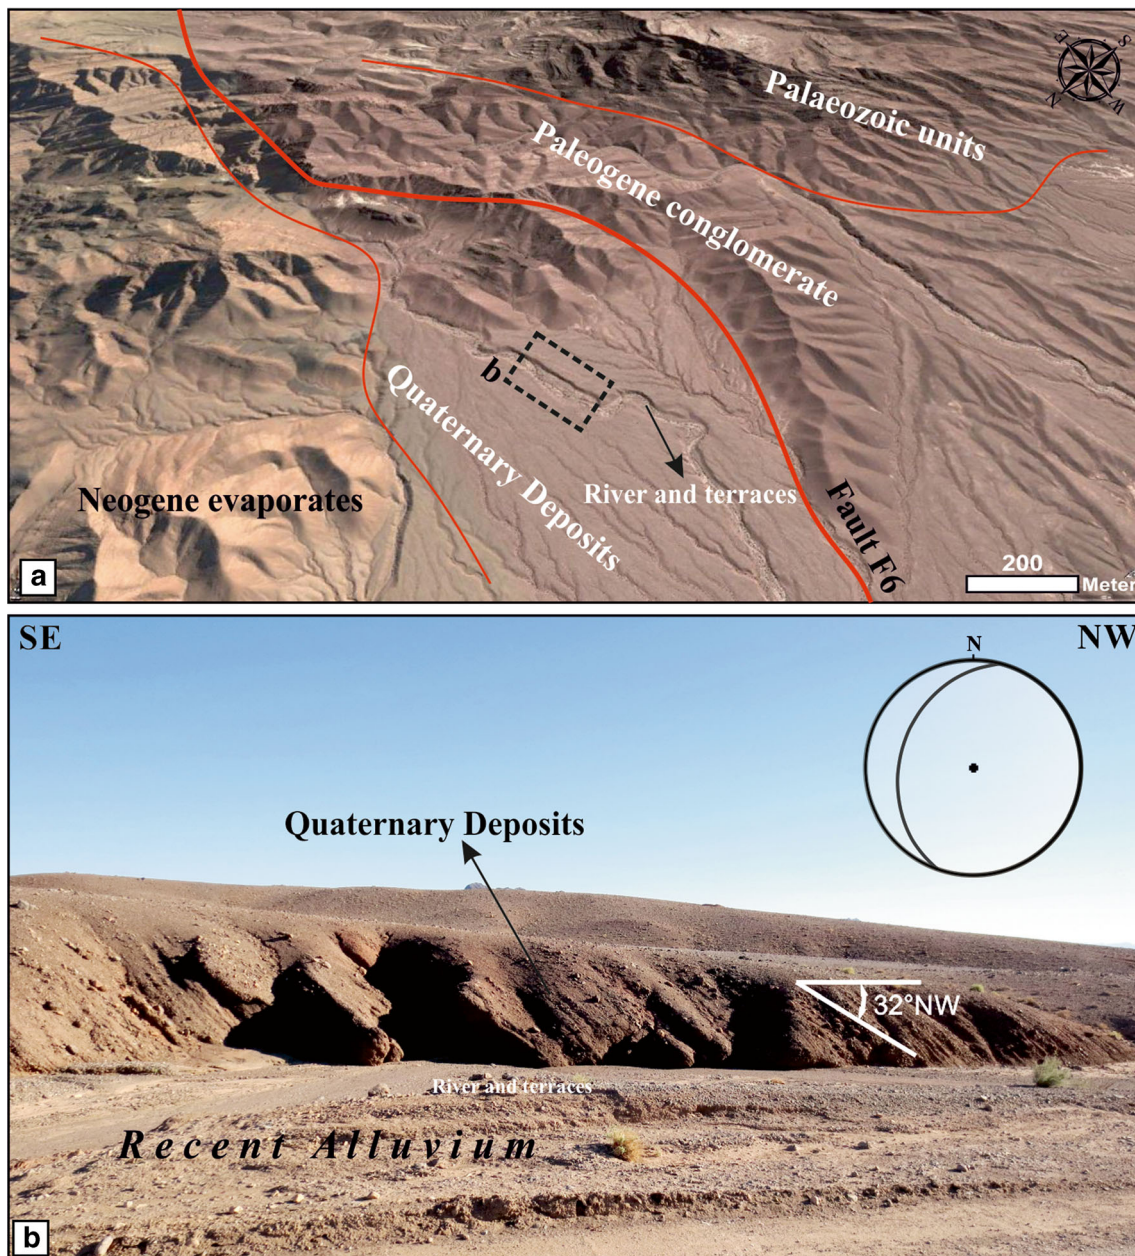 S
E
N
W
Palaeozoic units
Paleogene conglomerate
b
Quaternary Deposits
River and terraces
Neogene evaporates
Fault F6
200
Meter
a
SE
NW
N
Quaternary Deposits
32°NW
River and terraces
Recent Alluvium
b